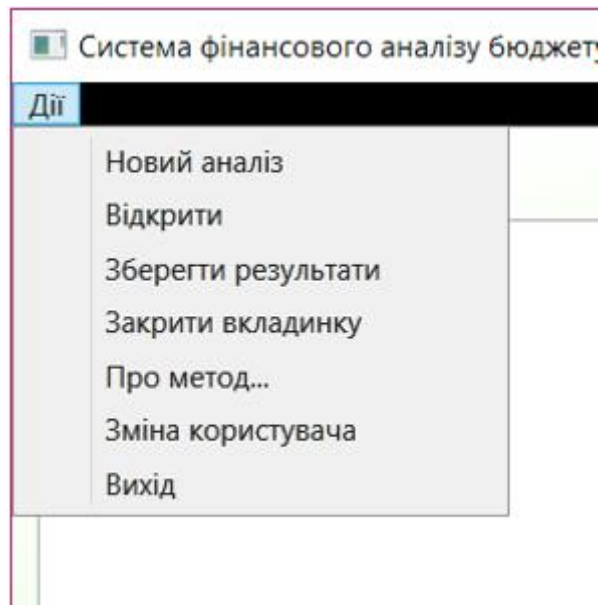 Система фінансового аналізу бюджету
Дії
Новий аналіз
Відкрити
Зберегти результати
Закрити вкладинку
Про метод...
Зміна користувача
Вихід